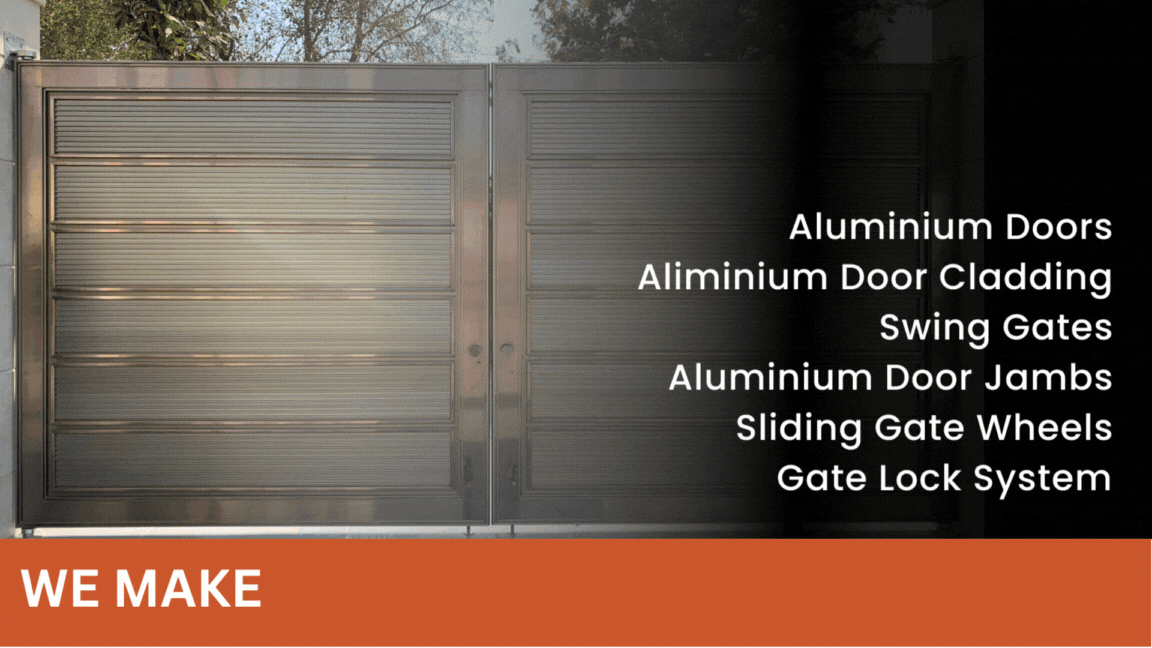 Aluminium Doors
Aliminium Door Cladding
Swing Gates
Aluminium Door Jambs
Sliding Gate Wheels
Gate Lock System
WE MAKE